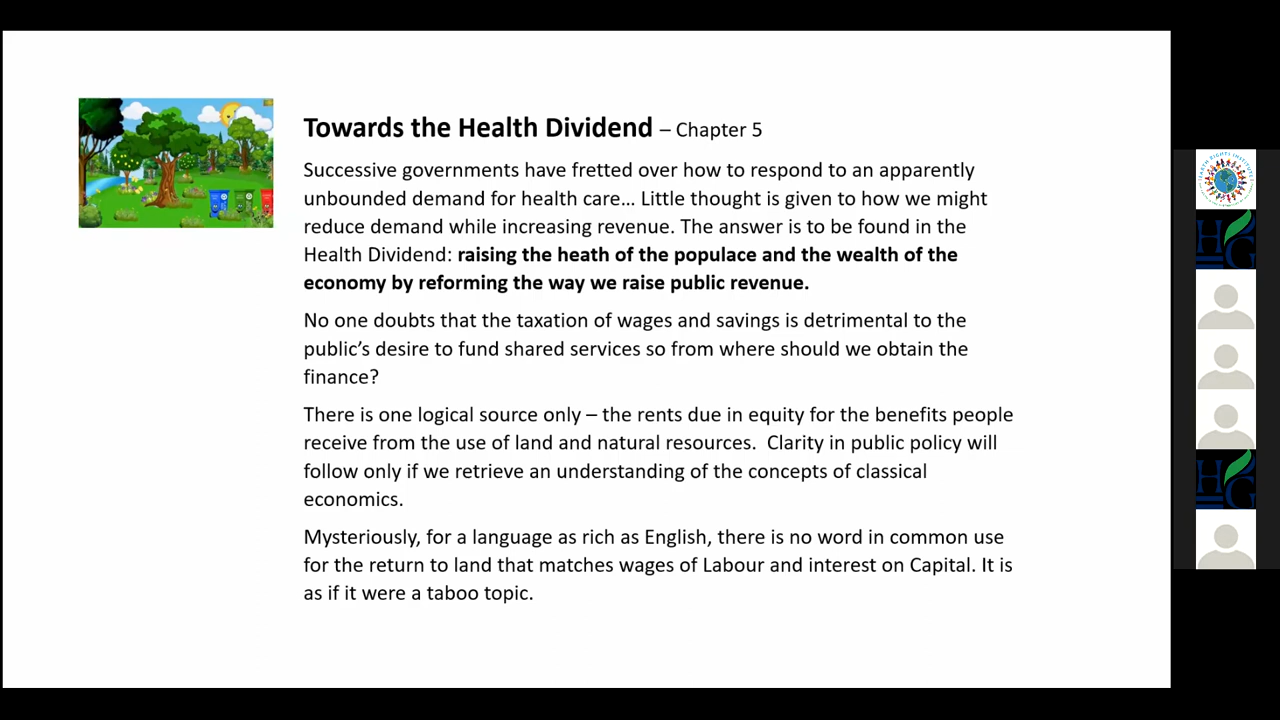 Towards the Health Dividend – Chapter 5
Successive governments have fretted over how to respond to an apparently
unbounded demand for health care… Little thought is given to how we might
reduce demand while increasing revenue. The answer is to be found in the
Health Dividend: raising the heath of the populace and the wealth of the
economy by reforming the way we raise public revenue.
No one doubts that the taxation of wages and savings is detrimental to the
public’s desire to fund shared services so from where should we obtain the
finance?
There is one logical source only – the rents due in equity for the benefits people
receive from the use of land and natural resources.  Clarity in public policy will
follow only if we retrieve an understanding of the concepts of classical
economics.
Mysteriously, for a language as rich as English, there is no word in common use
for the return to land that matches wages of Labour and interest on Capital. It is
as if it were a taboo topic.
EARTH RIGHTS INSTITUTE